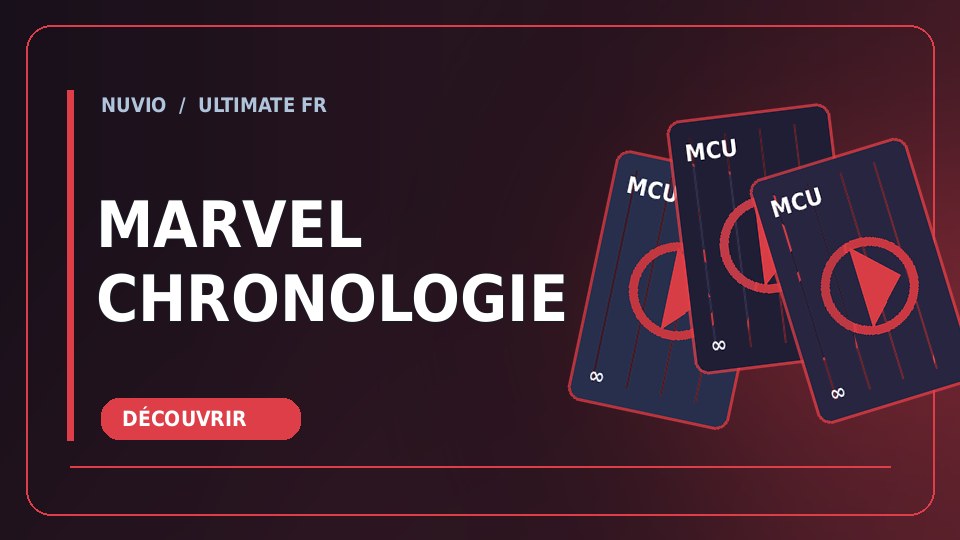 NUVIO / ULTIMATE FR
MARVEL
CHRONOLOGIE
DÉCOUVRIR
MCU
∞
MCU
∞
MCU
∞